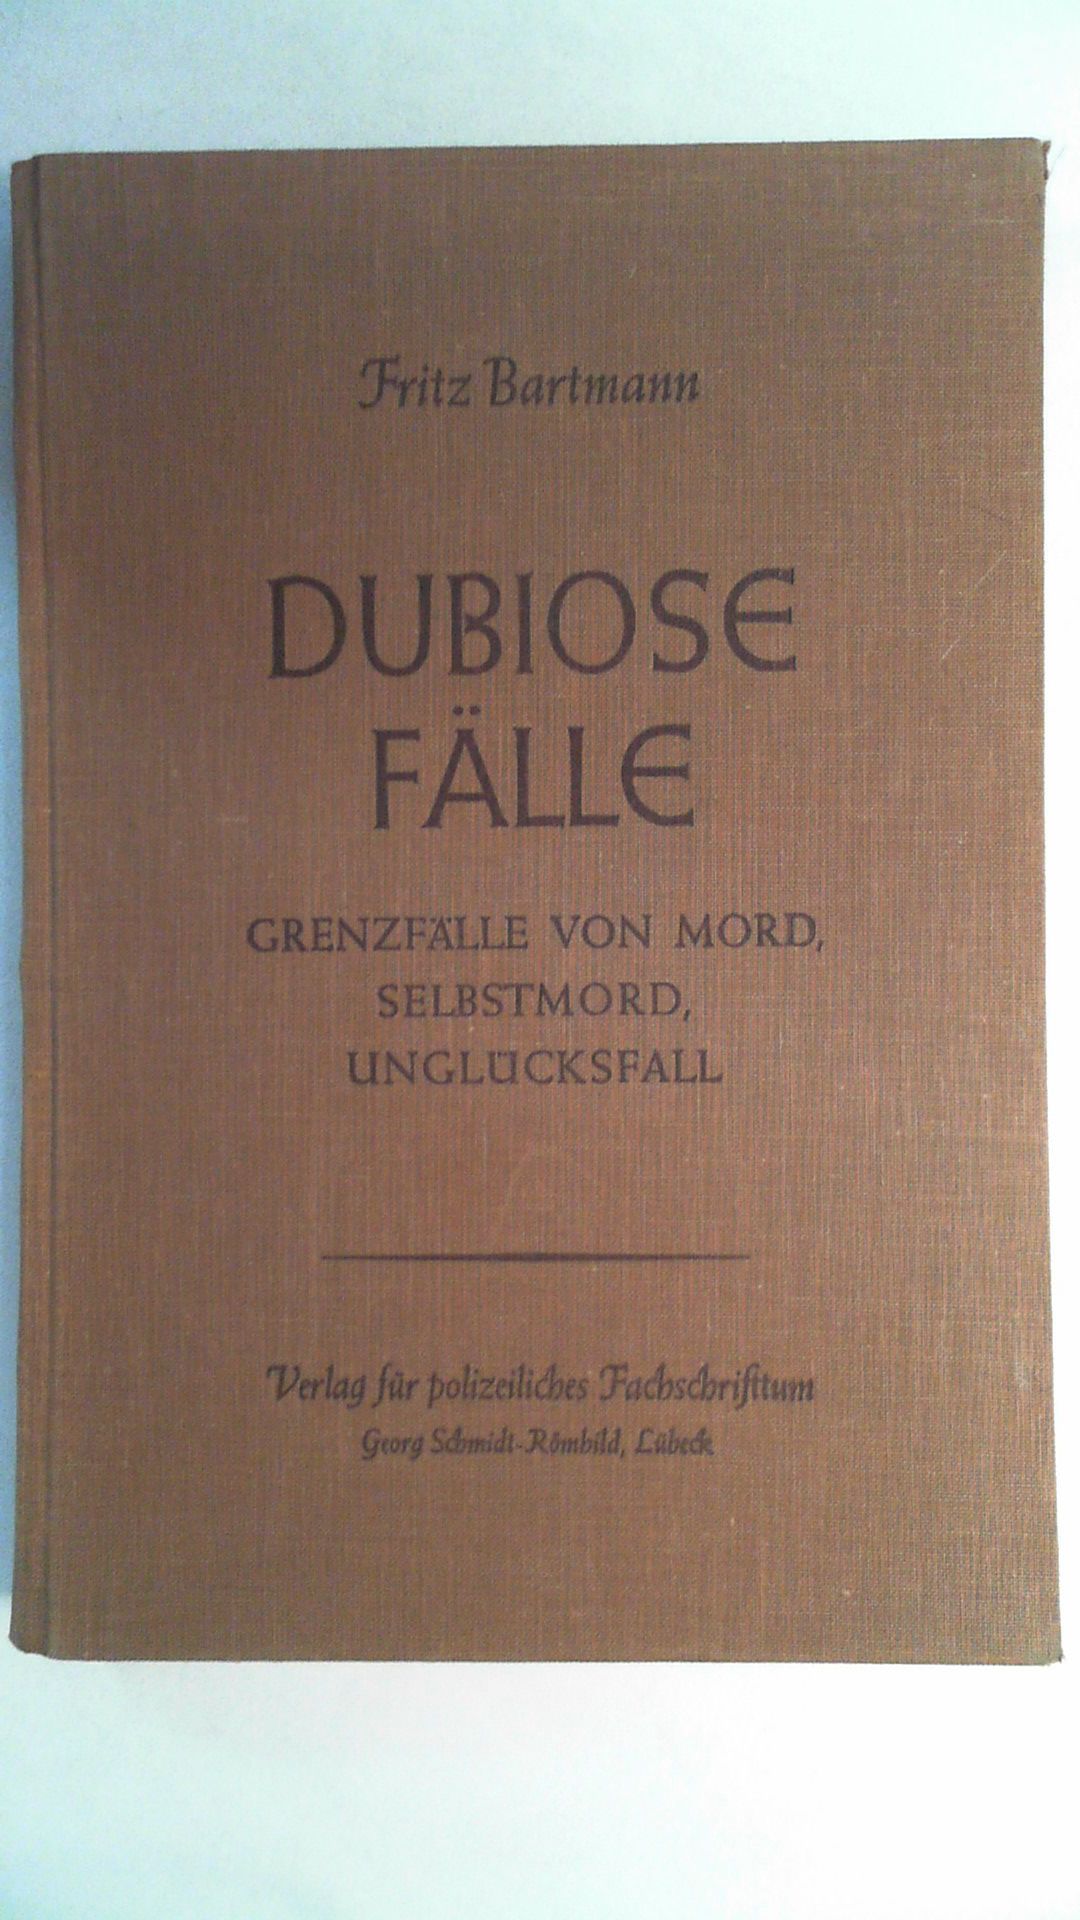 Fritz Bartmann
DUBIOSE
FÄLLE
GRENZFÄLLE VON MORD,
SELBSTMORD,
UNGLÜCKSFALL
Verlag für polizeiliches Fachschrifttum
Georg Schmidt-Römhild, Lübeck